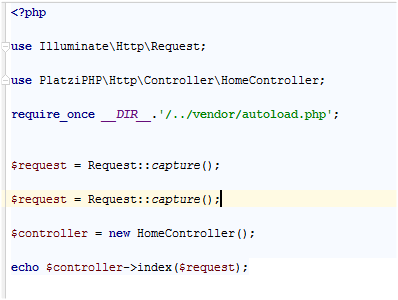 <?php
use Illuminate\Http\Request;
use PlatziPHP\Http\Controller\HomeController;
require_once __DIR__.'/../vendor/autoload.php';
$request = Request::capture();
$request = Request::capture();
$controller = new HomeController();
echo $controller->index($request);